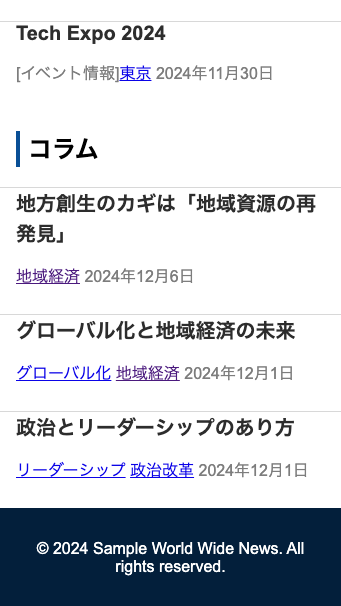 Tech Expo 2024
[イベント情報]東京 2024年11月30日
コラム
地方創生のカギは「地域資源の再
発見」
地域経済 2024年12月6日
グローバル化と地域経済の未来
グローバル化 地域経済 2024年12月1日
政治とリーダーシップのあり方
リーダーシップ 政治改革 2024年12月1日
© 2024 Sample World Wide News. All
rights reserved.